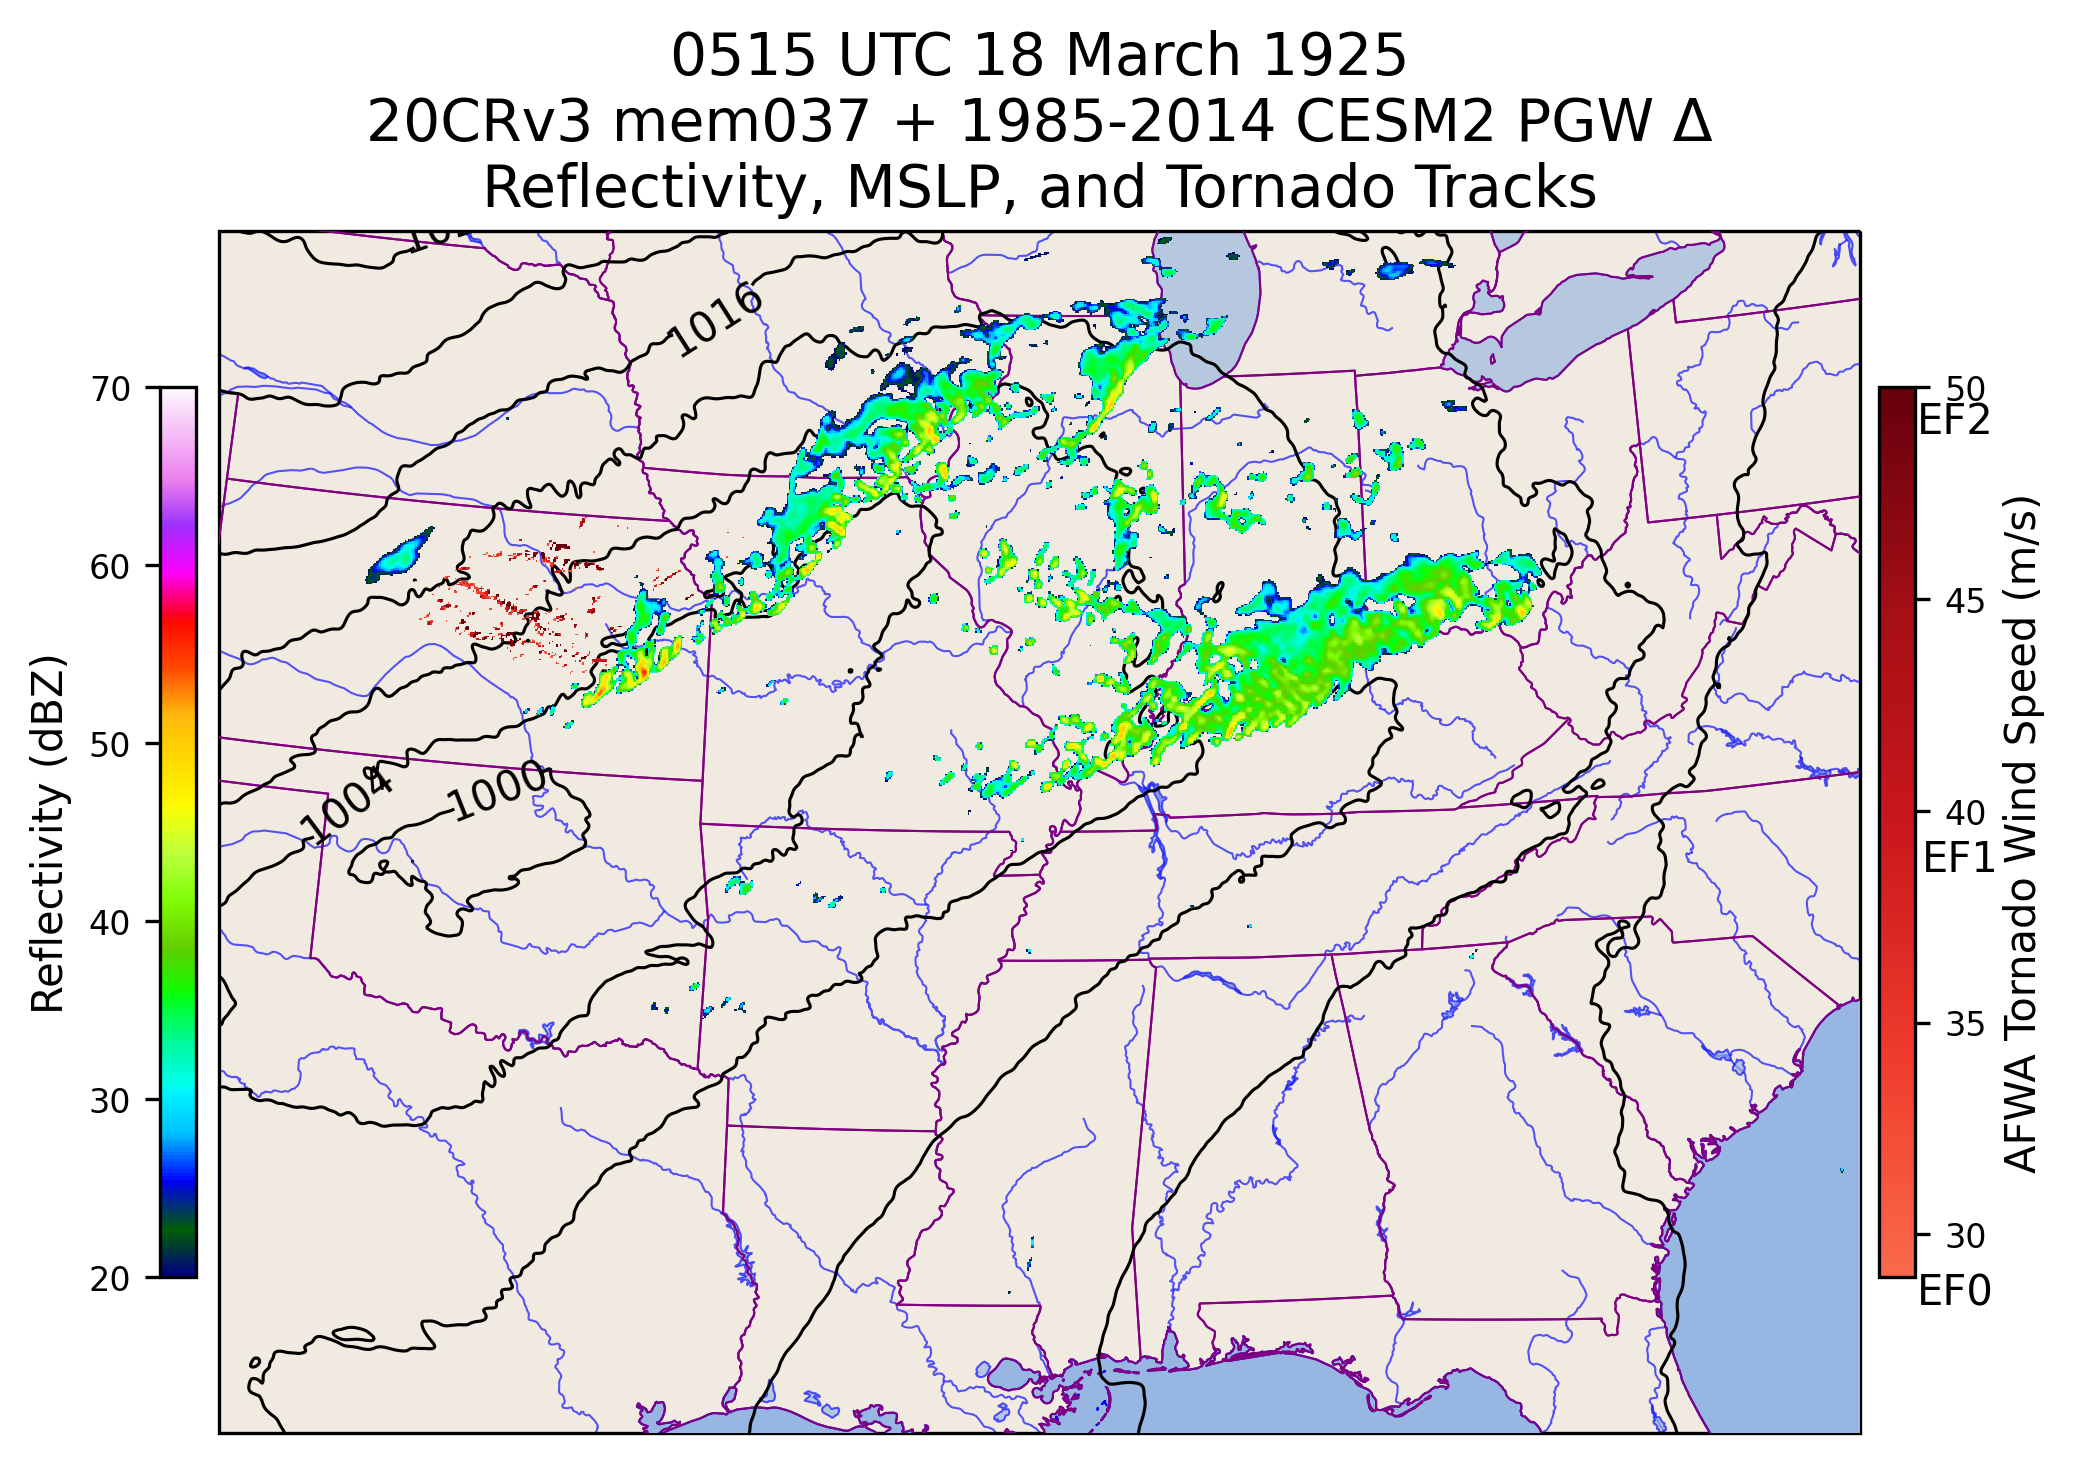 0515 UTC 18 March 1925
20CRv3 mem037 + 1985-2014 CESM2 PGW Δ
Reflectivity, MSLP, and Tornado Tracks
1016
1004
1000
Reflectivity (dBZ)
70
60
50
40
30
20
50
EF2
45
40
EF1
35
30
EF0
AFWA Tornado Wind Speed (m/s)